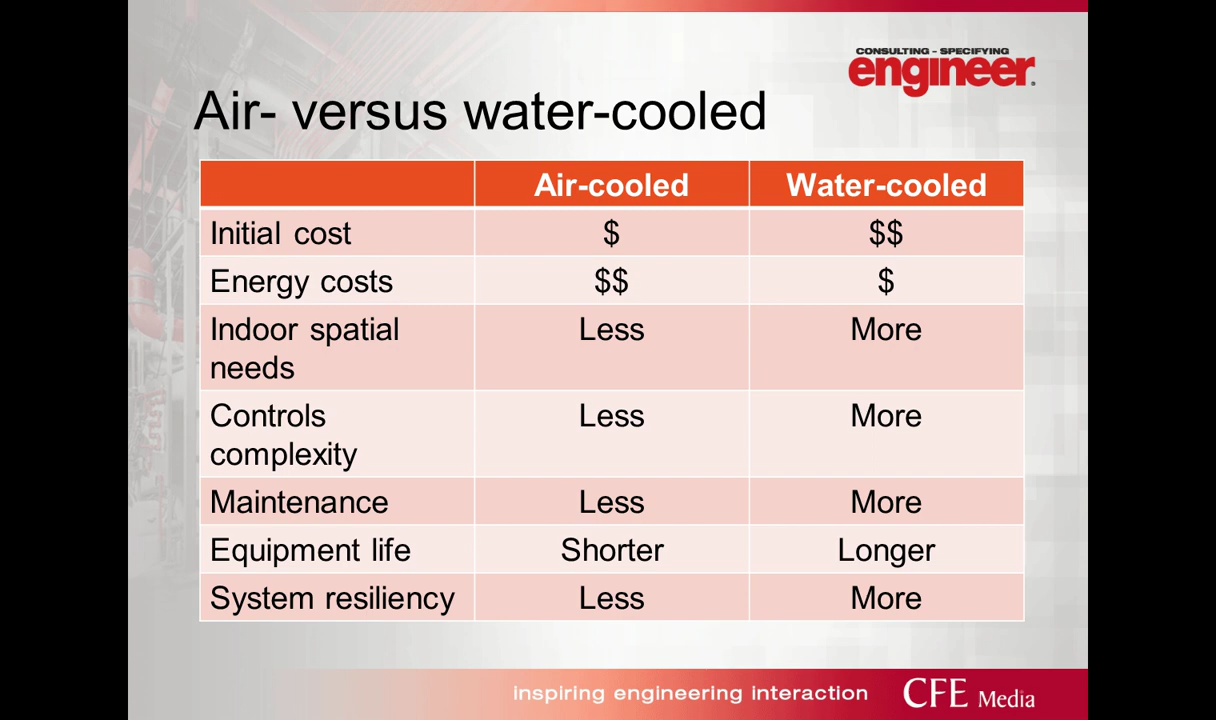 CONSULTING - SPECIFYING
engineer.
Air- versus water-cooled
Air-cooled Water-cooled
Initial cost $ $$
Energy costs $$ $
Indoor spatial needs Less More
Controls complexity Less More
Maintenance Less More
Equipment life Shorter Longer
System resiliency Less More
inspiring engineering interaction CFE Media